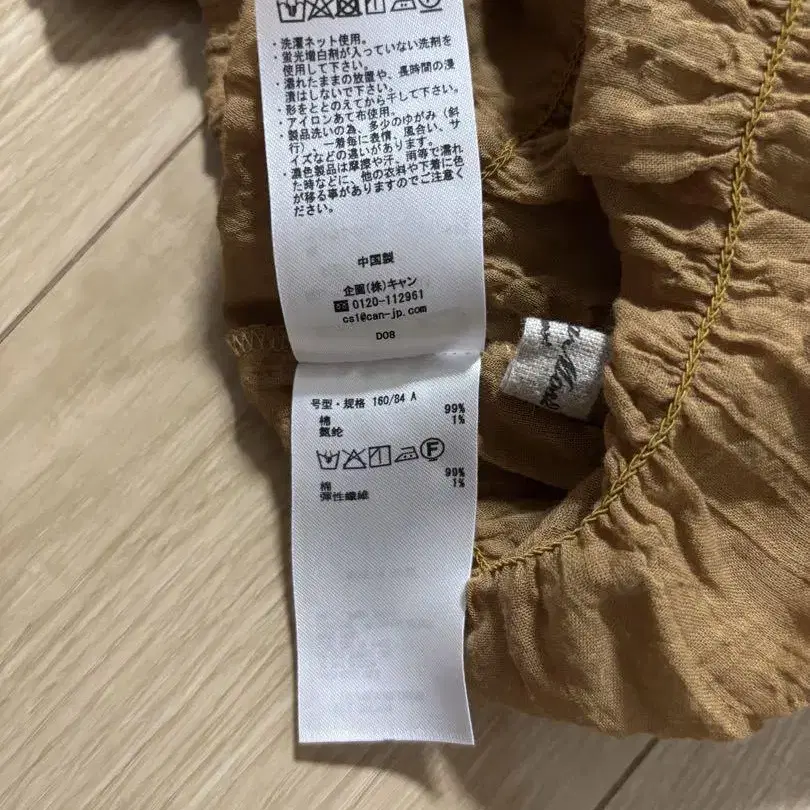 ・洗濯ネット使用。
・蛍光増白剤が入っていない洗剤を
使用して下さい。
・濡れたままの放置や、長時間の浸
漬はしないで下さい。
・形をととのえてから干して下さい。
・アイロンあて布使用。
・製品洗いの為、多少のゆがみ(斜
行)、一着毎に表情、風合い、サ
イズなどの違いがあります。
・濃色製品は摩擦や汗、雨等で濡れ
た時などに、他の衣料や下着に色
が移る事がありますのでご注意く
ださい。
中国製
企画(株)キャン
0120-112961
cs1@can-jp.com
D08
号型・规格 160/84 A
棉 99%
氨纶 1%
F
棉 99%
彈性纖維 1%